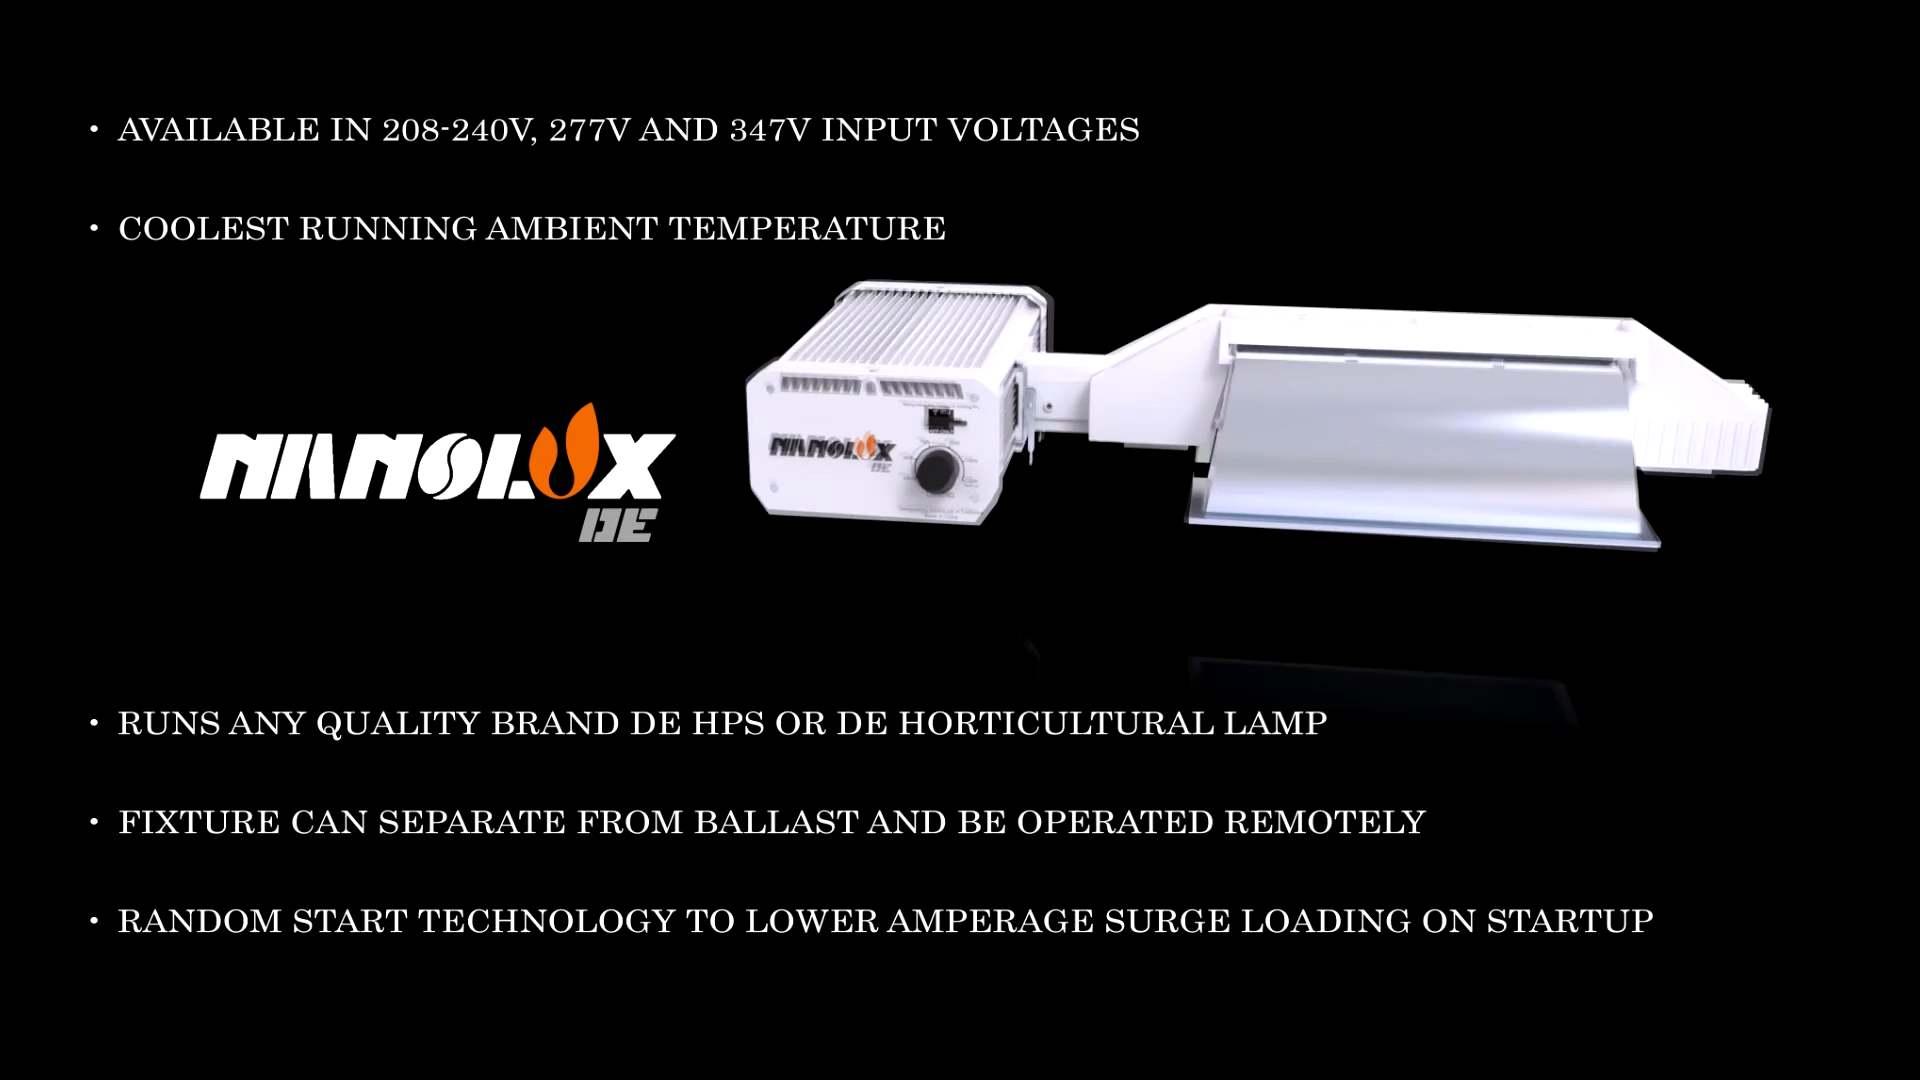 • AVAILABLE IN 208-240V, 277V AND 347V INPUT VOLTAGES
• COOLEST RUNNING AMBIENT TEMPERATURE
NANOLUX
DE
NANOLUX
DE
• RUNS ANY QUALITY BRAND DE HPS OR DE HORTICULTURAL LAMP
• FIXTURE CAN SEPARATE FROM BALLAST AND BE OPERATED REMOTELY
• RANDOM START TECHNOLOGY TO LOWER AMPERAGE SURGE LOADING ON STARTUP